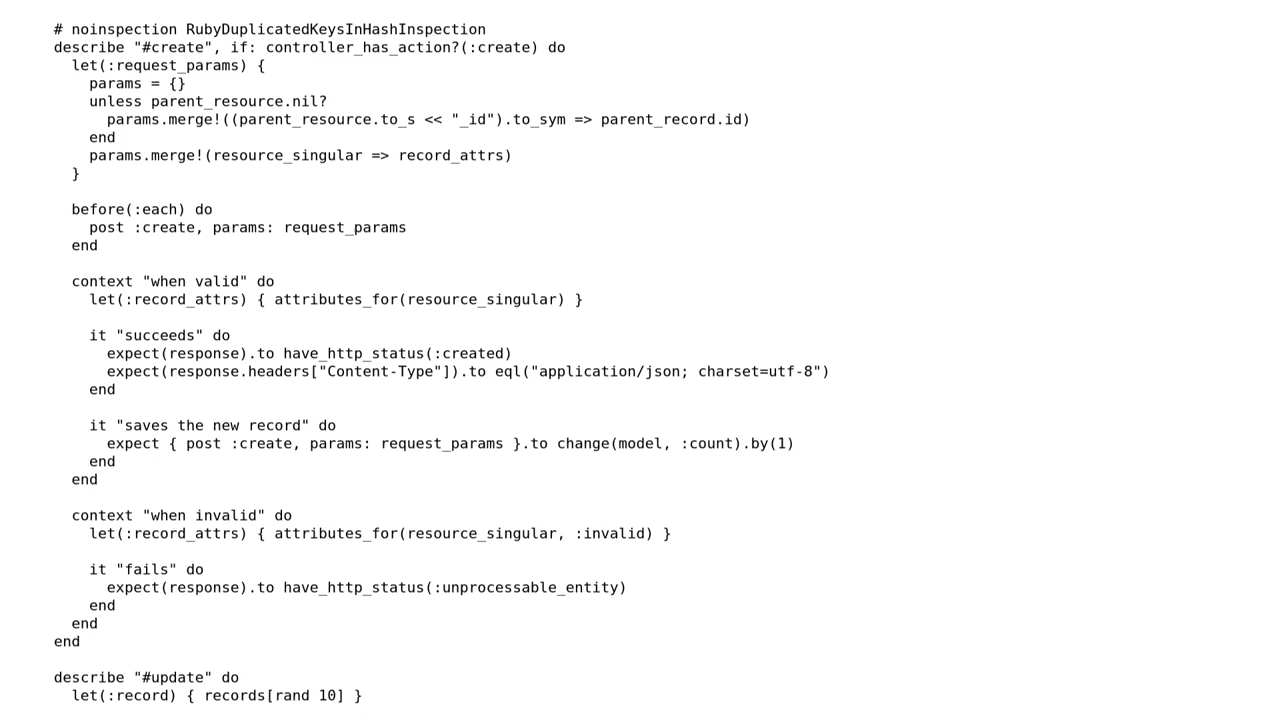 # noinspection RubyDuplicatedKeysInHashInspection
describe "#create", if: controller_has_action?(:create) do
  let(:request_params) {
    params = {}
    unless parent_resource.nil?
      params.merge!((parent_resource.to_s << "_id").to_sym => parent_record.id)
    end
    params.merge!(resource_singular => record_attrs)
  }

  before(:each) do
    post :create, params: request_params
  end

  context "when valid" do
    let(:record_attrs) { attributes_for(resource_singular) }

    it "succeeds" do
      expect(response).to have_http_status(:created)
      expect(response.headers["Content-Type"]).to eql("application/json; charset=utf-8")
    end

    it "saves the new record" do
      expect { post :create, params: request_params }.to change(model, :count).by(1)
    end
  end

  context "when invalid" do
    let(:record_attrs) { attributes_for(resource_singular, :invalid) }

    it "fails" do
      expect(response).to have_http_status(:unprocessable_entity)
    end
  end
end

describe "#update" do
  let(:record) { records[rand 10] }